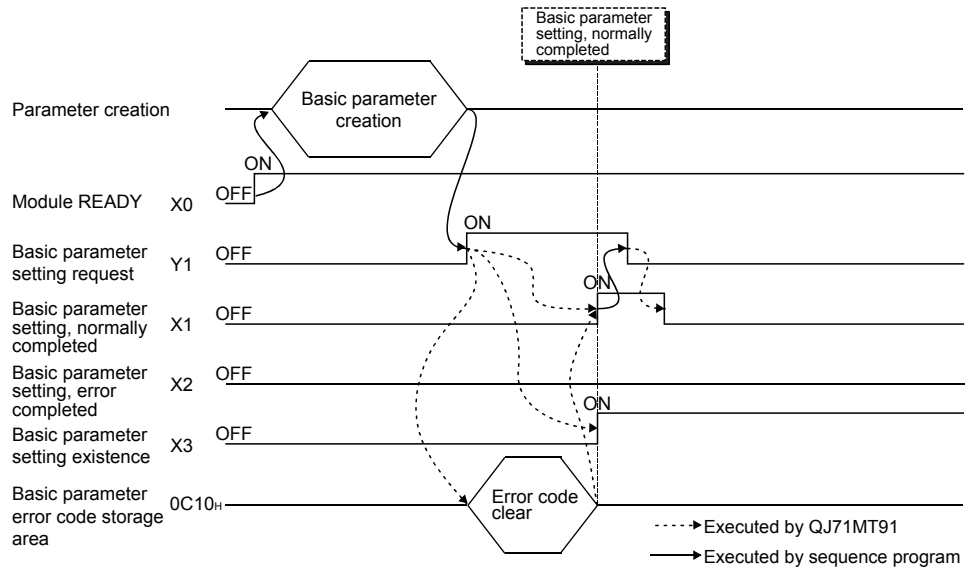 Basic parameter
setting, normally
completed
Parameter creation
Basic parameter
creation
ON
Module READY X0 OFF
ON
Basic parameter
setting request Y1 OFF
ON
Basic parameter
setting, normally
completed X1 OFF
Basic parameter
setting, error
completed X2 OFF
ON
Basic parameter
setting existence X3 OFF
Basic parameter
error code storage
area 0C10H
Error code
clear
Executed by QJ71MT91
Executed by sequence program